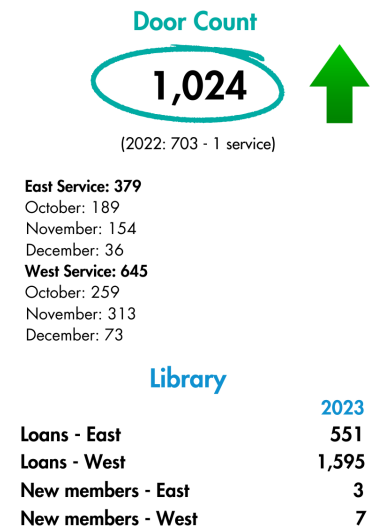 Door Count
1,024
(2022: 703 - 1 service)
East Service: 379
October: 189
November: 154
December: 36
West Service: 645
October: 259
November: 313
December: 73
Library
2023
Loans - East 551
Loans - West 1,595
New members - East 3
New members - West 7